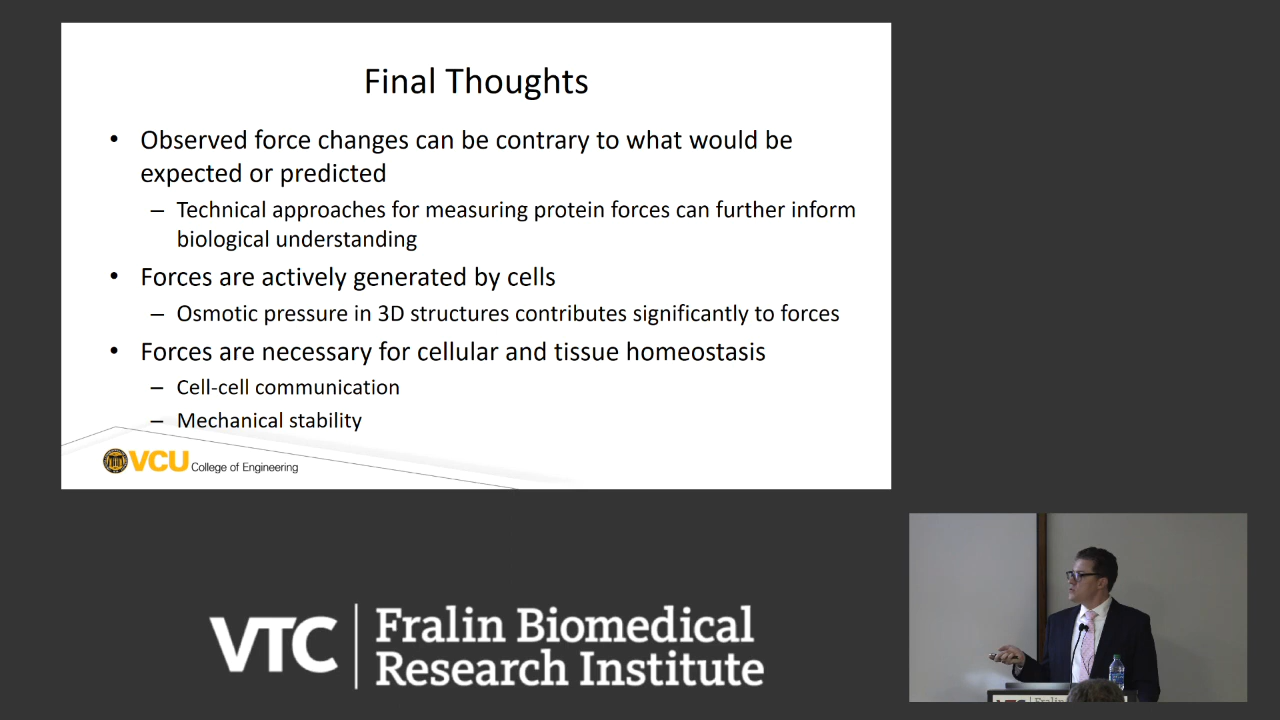 Final Thoughts
• Observed force changes can be contrary to what would be
expected or predicted
– Technical approaches for measuring protein forces can further inform
biological understanding
• Forces are actively generated by cells
– Osmotic pressure in 3D structures contributes significantly to forces
• Forces are necessary for cellular and tissue homeostasis
– Cell-cell communication
– Mechanical stability
VCU College of Engineering
VTC
Fralin Biomedical
Research Institute